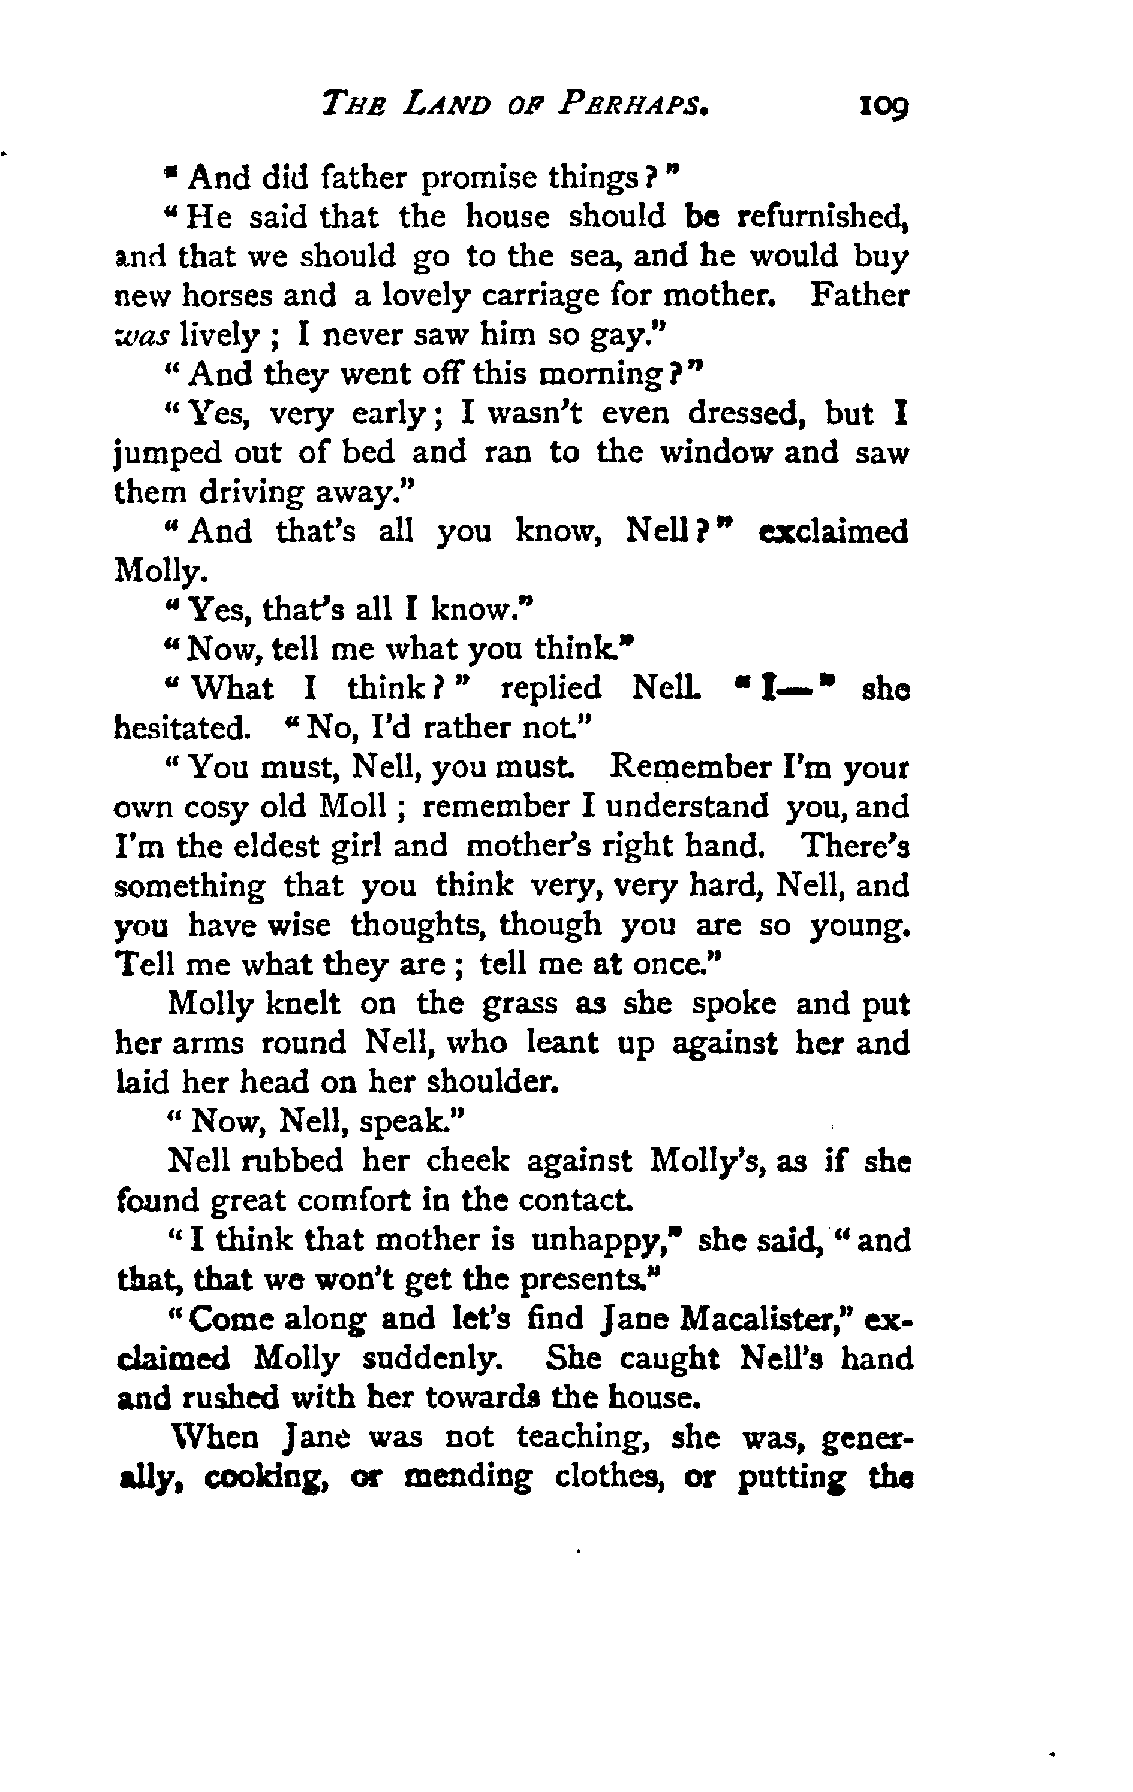 THE LAND OF PERHAPS. 109
"And did father promise things?"
"He said that the house should be refurnished,
and that we should go to the sea, and he would buy
new horses and a lovely carriage for mother. Father
was lively ; I never saw him so gay."
"And they went off this morning?"
"Yes, very early ; I wasn't even dressed, but I
jumped out of bed and ran to the window and saw
them driving away."
"And that's all you know, Nell?" exclaimed
Molly.
"Yes, that's all I know."
"Now, tell me what you think."
"What I think?" replied Nell. "I—" she
hesitated. "No, I'd rather not."
"You must, Nell, you must. Remember I'm your
own cosy old Moll ; remember I understand you, and
I'm the eldest girl and mother's right hand. There's
something that you think very, very hard, Nell, and
you have wise thoughts, though you are so young.
Tell me what they are ; tell me at once."
Molly knelt on the grass as she spoke and put
her arms round Nell, who leant up against her and
laid her head on her shoulder.
"Now, Nell, speak."
Nell rubbed her cheek against Molly's, as if she
found great comfort in the contact.
"I think that mother is unhappy," she said, "and
that, that we won't get the presents."
"Come along and let's find Jane Macalister," ex-
claimed Molly suddenly. She caught Nell's hand
and rushed with her towards the house.
When Jane was not teaching, she was, gener-
ally, cooking, or mending clothes, or putting the